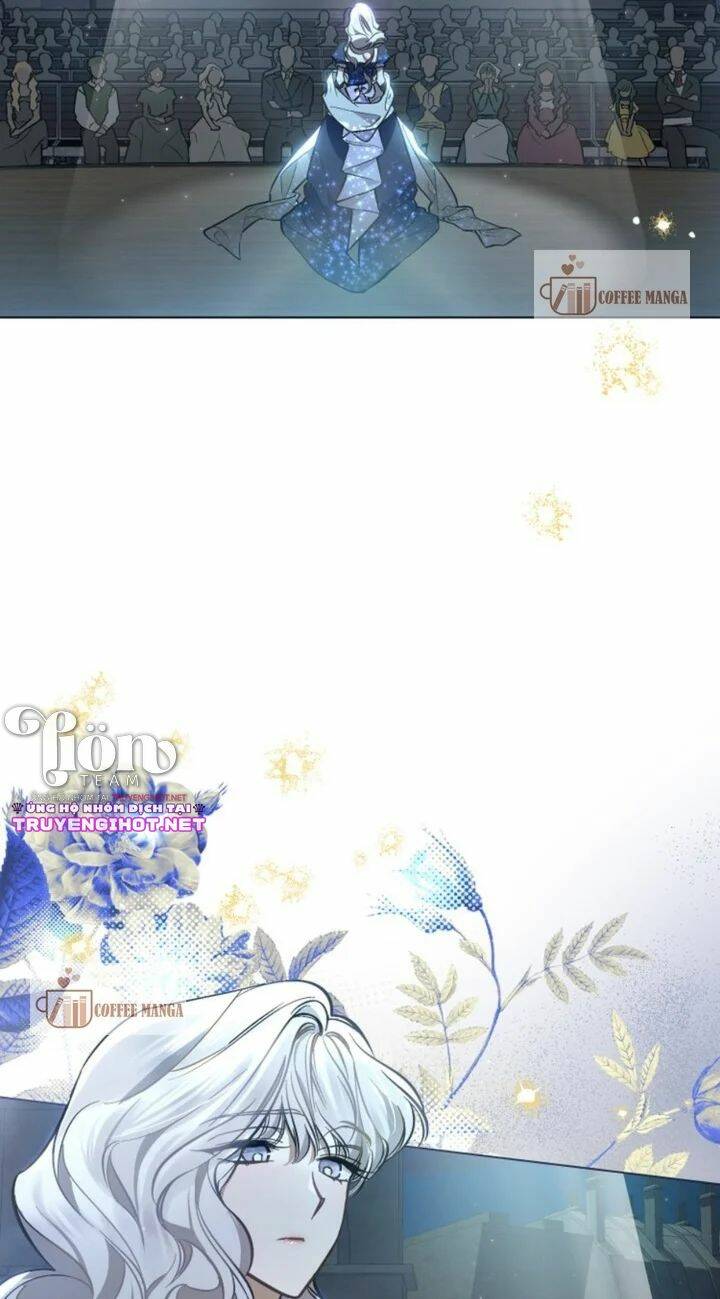 COFFEE MANGA
Lion
TEAM
ỦNG HỘ NHÓM DỊCH TẠI
TRUYENGIHOT.NET
COFFEE MANGA